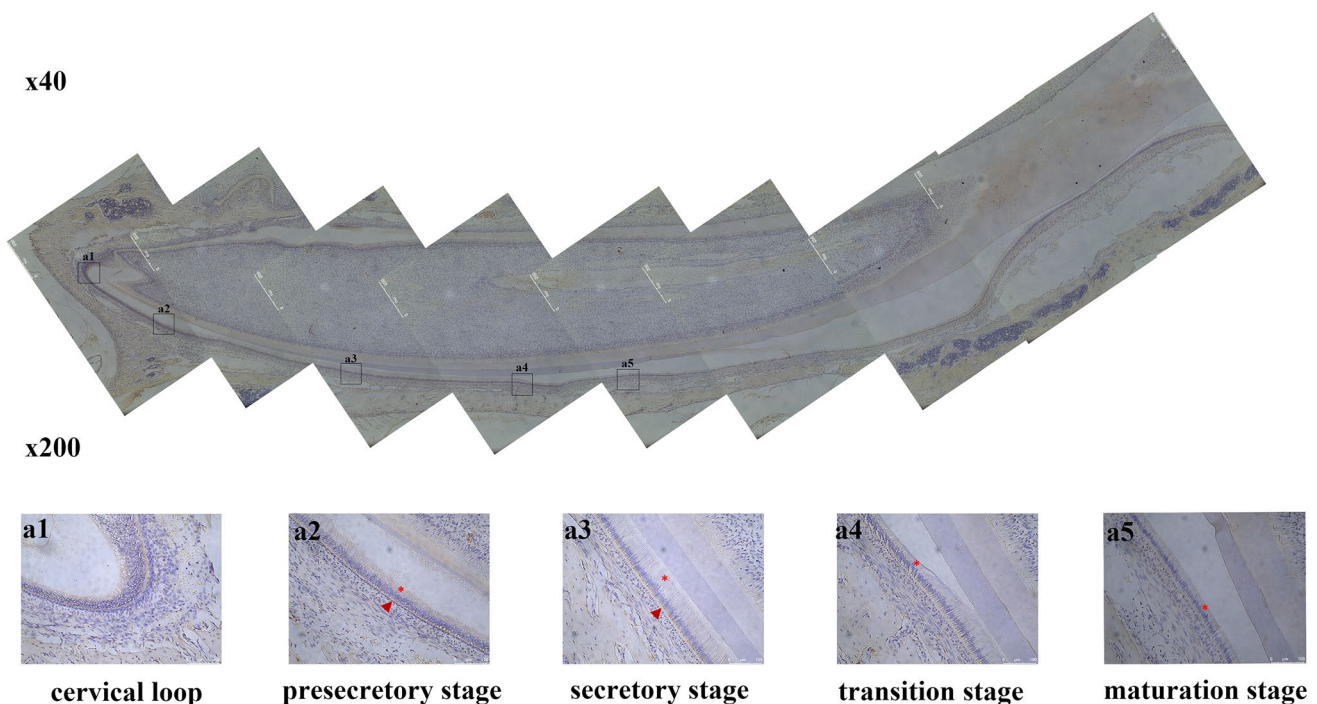 x40
a1
a2
a3
a4
a5
x200
a1
a2
a3
a4
a5
cervical loop
presecretory stage
secretory stage
transition stage
maturation stage